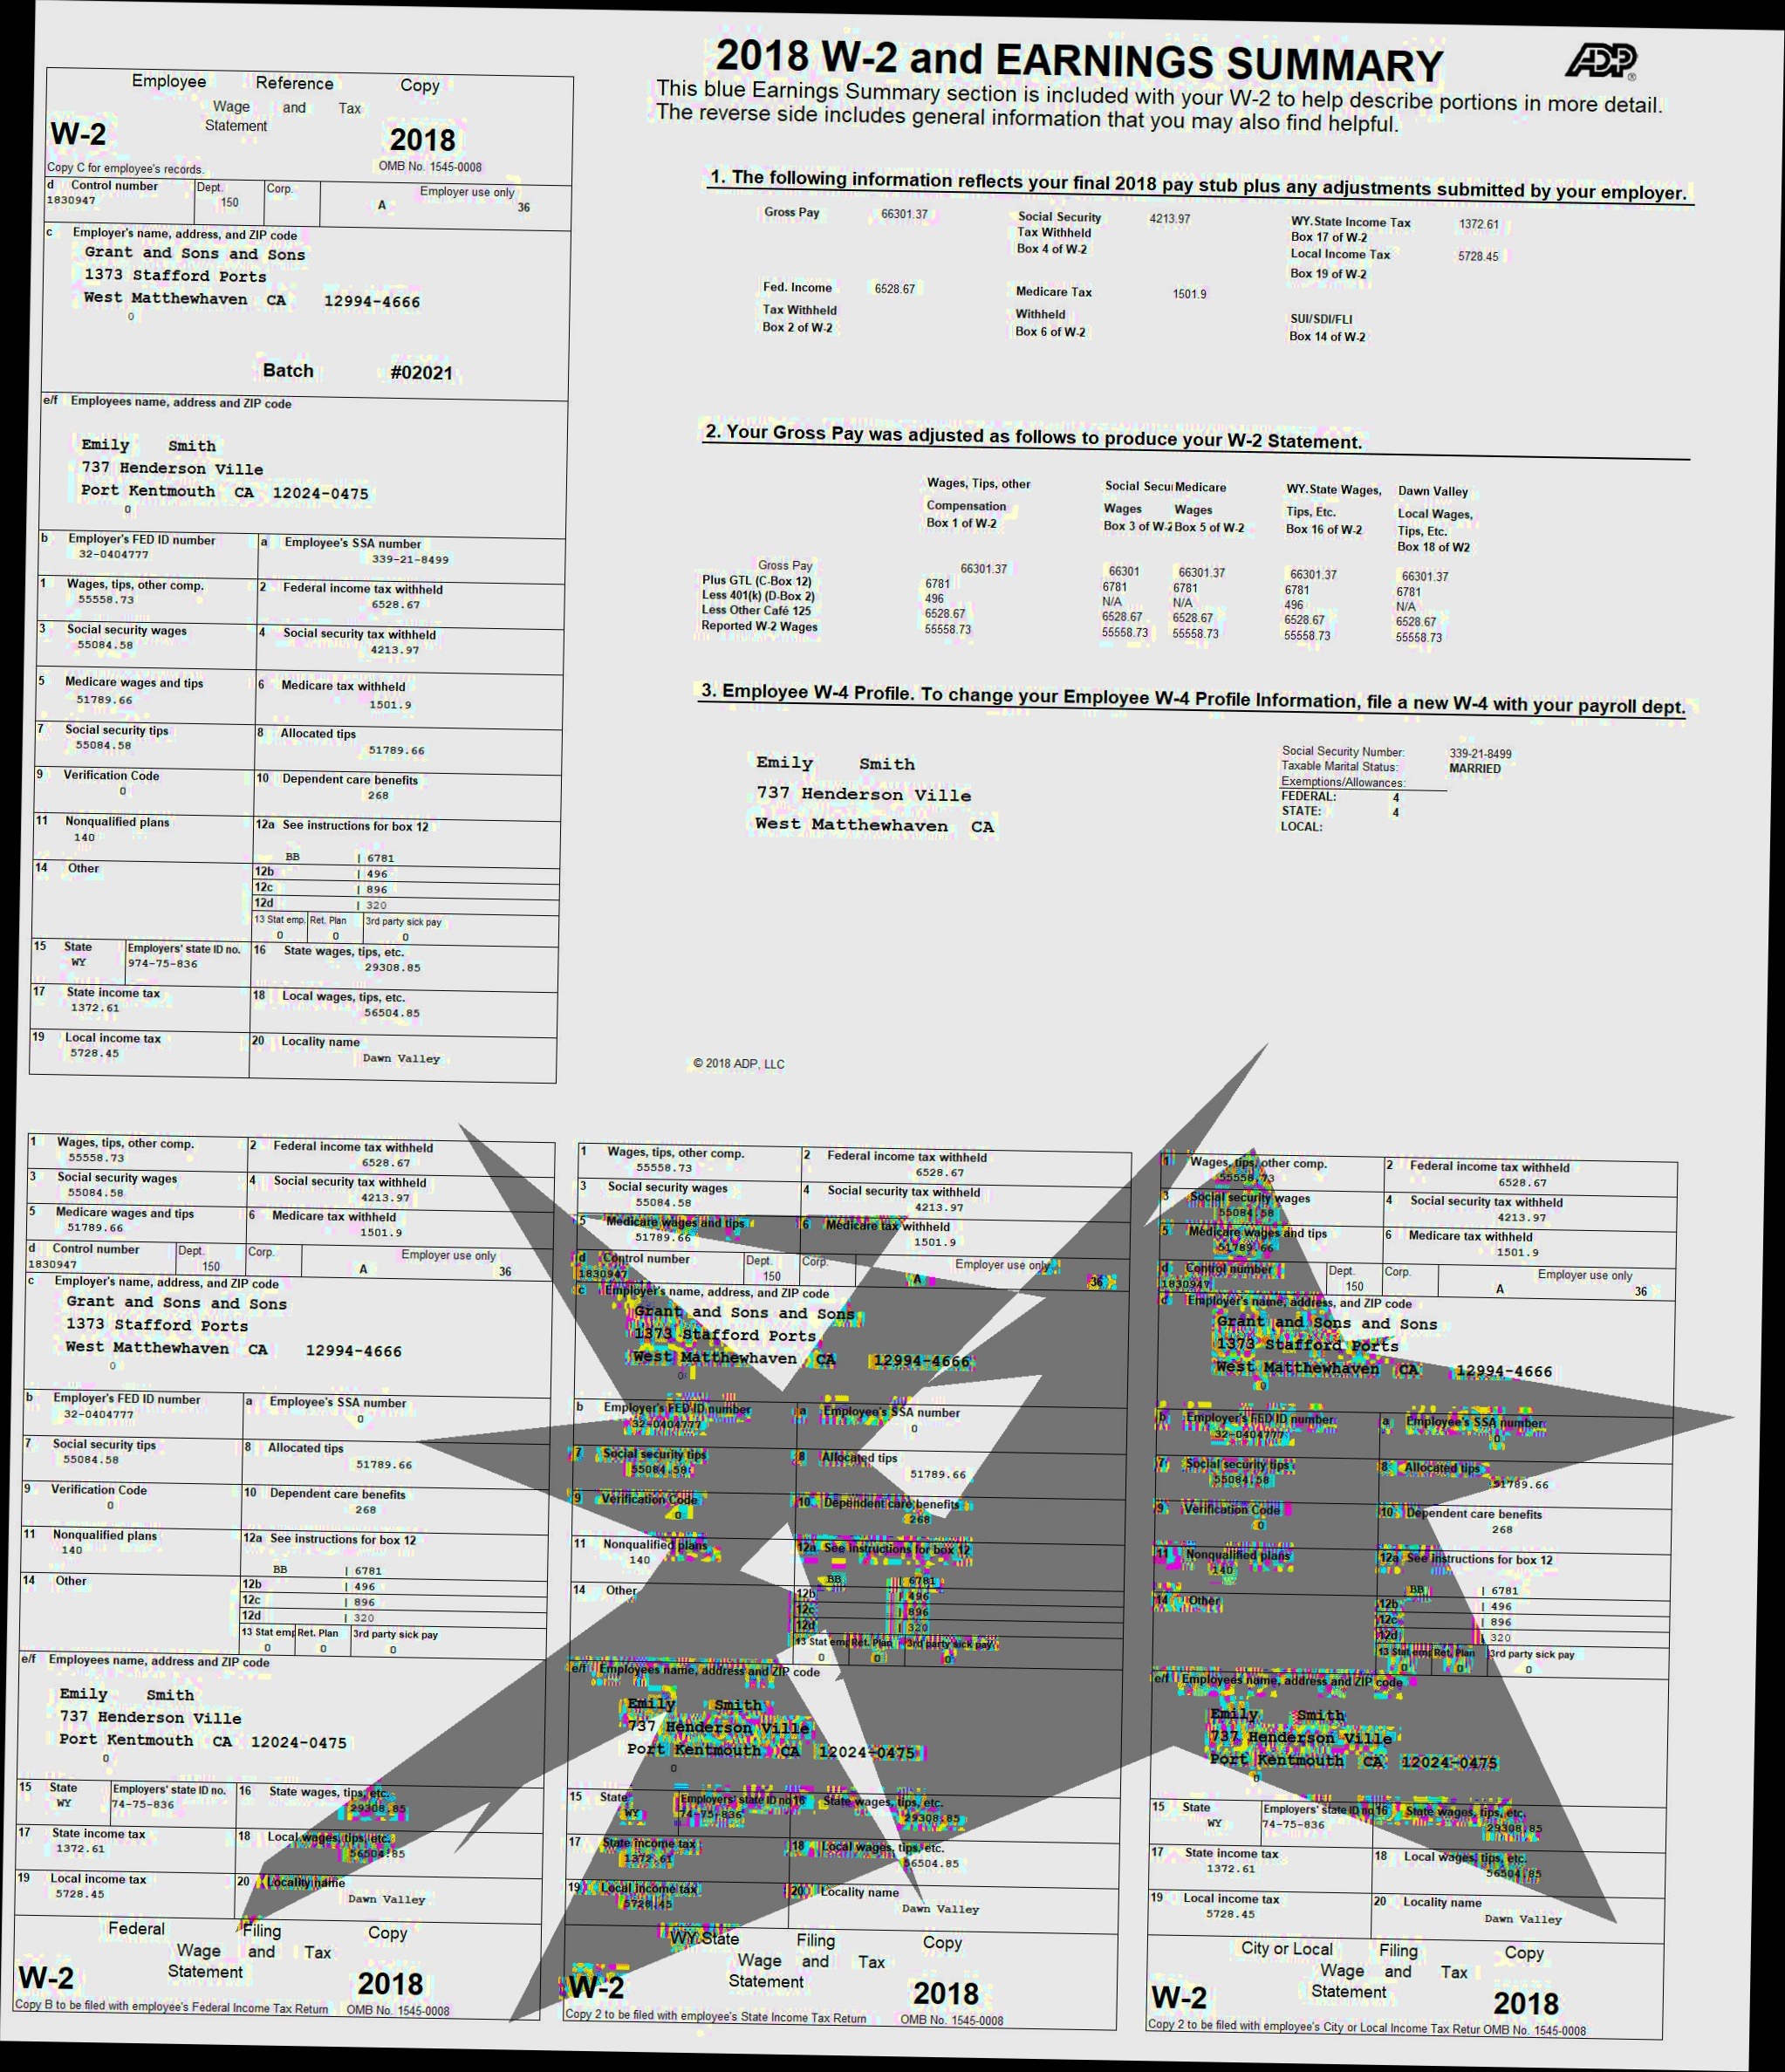 2018 W-2 and EARNINGS SUMMARY
ADP®
This blue Earnings Summary section is included with your W-2 to help describe portions in more detail.
The reverse side includes general information that you may also find helpful.
Employee Reference Copy
Wage and Tax
Statement
W-2 2018
Copy C for employee's records. OMB No. 1545-0008
d Control number Dept. Corp. Employer use only
1830947 150 A 36
c Employer's name, address, and ZIP code
Grant and Sons and Sons
1373 Stafford Ports
West Matthewhaven CA 12994-4666
0
Batch #02021
e/f Employees name, address and ZIP code
Emily Smith
737 Henderson Ville
Port Kentmouth CA 12024-0475
0
b Employer's FED ID number a Employee's SSA number
32-0404777 339-21-8499
1 Wages, tips, other comp. 2 Federal income tax withheld
55558.73 6528.67
3 Social security wages 4 Social security tax withheld
55084.58 4213.97
5 Medicare wages and tips 6 Medicare tax withheld
51789.66 1501.9
7 Social security tips 8 Allocated tips
55084.58 51789.66
9 Verification Code 10 Dependent care benefits
0 268
11 Nonqualified plans 12a See instructions for box 12
140
BB | 6781
14 Other 12b | 496
12c | 896
12d | 320
13 Stat emp. Ret. Plan 3rd party sick pay
0 0 0
15 State Employers' state ID no. 16 State wages, tips, etc.
WY 974-75-836 29308.85
17 State income tax 18 Local wages, tips, etc.
1372.61 56504.85
19 Local income tax 20 Locality name
5728.45 Dawn Valley
1. The following information reflects your final 2018 pay stub plus any adjustments submitted by your employer.
Gross Pay 66301.37 Social Security 4213.97 WY.State Income Tax 1372.61
Tax Withheld Box 17 of W-2
Box 4 of W-2 Local Income Tax 5728.45
Box 19 of W-2
Fed. Income 6528.67 Medicare Tax 1501.9
Tax Withheld Withheld SUI/SDI/FLI
Box 2 of W-2 Box 6 of W-2 Box 14 of W-2
2. Your Gross Pay was adjusted as follows to produce your W-2 Statement.
Wages, Tips, other Social Secu Medicare WY.State Wages, Dawn Valley
Compensation Wages Wages Tips, Etc. Local Wages,
Box 1 of W-2 Box 3 of W-2 Box 5 of W-2 Box 16 of W-2 Tips, Etc.
Box 18 of W2
Gross Pay 66301.37 66301 66301.37 66301.37 66301.37
Plus GTL (C-Box 12) 6781 6781 6781 6781 6781
Less 401(k) (D-Box 2) 496 N/A N/A 496 N/A
Less Other Café 125 6528.67 6528.67 6528.67 6528.67 6528.67
Reported W-2 Wages 55558.73 55558.73 55558.73 55558.73 55558.73
3. Employee W-4 Profile. To change your Employee W-4 Profile Information, file a new W-4 with your payroll dept.
Emily Smith
737 Henderson Ville
West Matthewhaven CA
Social Security Number: 339-21-8499
Taxable Marital Status: MARRIED
Exemptions/Allowances:
FEDERAL: 4
STATE: 4
LOCAL:
© 2018 ADP, LLC
1 Wages, tips, other comp. 2 Federal income tax withheld
55558.73 6528.67
3 Social security wages 4 Social security tax withheld
55084.58 4213.97
5 Medicare wages and tips 6 Medicare tax withheld
51789.66 1501.9
d Control number Dept. Corp. Employer use only
1830947 150 A 36
c Employer's name, address, and ZIP code
Grant and Sons and Sons
1373 Stafford Ports
West Matthewhaven CA 12994-4666
0
b Employer's FED ID number a Employee's SSA number
32-0404777 0
7 Social security tips 8 Allocated tips
55084.58 51789.66
9 Verification Code 10 Dependent care benefits
0 268
11 Nonqualified plans 12a See instructions for box 12
140
BB | 6781
14 Other 12b | 496
12c | 896
12d | 320
13 Stat emp Ret. Plan 3rd party sick pay
0 0 0
e/f Employees name, address and ZIP code
Emily Smith
737 Henderson Ville
Port Kentmouth CA 12024-0475
0
15 State Employers' state ID no. 16 State wages, tips, etc.
WY 74-75-836 29308.85
17 State income tax 18 Local wages, tips, etc.
1372.61 56504.85
19 Local income tax 20 Locality name
5728.45 Dawn Valley
Federal Filing Copy
Wage and Tax
Statement
W-2 2018
Copy B to be filed with employee's Federal Income Tax Return OMB No. 1545-0008
1 Wages, tips, other comp. 2 Federal income tax withheld
55558.73 6528.67
3 Social security wages 4 Social security tax withheld
55084.58 4213.97
5 Medicare wages and tips 6 Medicare tax withheld
51789.66 1501.9
d Control number Dept. Corp. Employer use only
1830947 150 A 36
c Employer's name, address, and ZIP code
Grant and Sons and Sons
1373 Stafford Ports
West Matthewhaven CA 12994-4666
0
b Employer's FED ID number a Employee's SSA number
32-0404777 0
7 Social security tips 8 Allocated tips
55084.58 51789.66
9 Verification Code 10 Dependent care benefits
0 268
11 Nonqualified plans 12a See instructions for box 12
140
BB | 6781
14 Other 12b | 496
12c | 896
12d | 320
13 Stat emp Ret. Plan 3rd party sick pay
0 0 0
e/f Employees name, address and ZIP code
Emily Smith
737 Henderson Ville
Port Kentmouth CA 12024-0475
0
15 State Employers' state ID no 16 State wages, tips, etc.
WY 74-75-836 29308.85
17 State income tax 18 Local wages, tips, etc.
1372.61 56504.85
19 Local income tax 20 Locality name
5728.45 Dawn Valley
WY.State Filing Copy
Wage and Tax
Statement
W-2 2018
Copy 2 to be filed with employee's State Income Tax Return OMB No. 1545-0008
1 Wages, tips, other comp. 2 Federal income tax withheld
55558.73 6528.67
3 Social security wages 4 Social security tax withheld
55084.58 4213.97
5 Medicare wages and tips 6 Medicare tax withheld
51789.66 1501.9
d Control number Dept. Corp. Employer use only
1830947 150 A 36
c Employer's name, address, and ZIP code
Grant and Sons and Sons
1373 Stafford Ports
West Matthewhaven CA 12994-4666
0
b Employer's FED ID number a Employee's SSA number
32-0404777 0
7 Social security tips 8 Allocated tips
55084.58 51789.66
9 Verification Code 10 Dependent care benefits
0 268
11 Nonqualified plans 12a See instructions for box 12
140
BB | 6781
14 Other 12b | 496
12c | 896
12d | 320
13 Stat emp Ret. Plan 3rd party sick pay
0 0 0
e/f Employees name, address and ZIP code
Emily Smith
737 Henderson Ville
Port Kentmouth CA 12024-0475
0
15 State Employers' state ID no 16 State wages, tips, etc.
WY 74-75-836 29308.85
17 State income tax 18 Local wages, tips, etc.
1372.61 56504.85
19 Local income tax 20 Locality name
5728.45 Dawn Valley
City or Local Filing Copy
Wage and Tax
Statement
W-2 2018
Copy 2 to be filed with employee's City or Local Income Tax Retur OMB No. 1545-0008